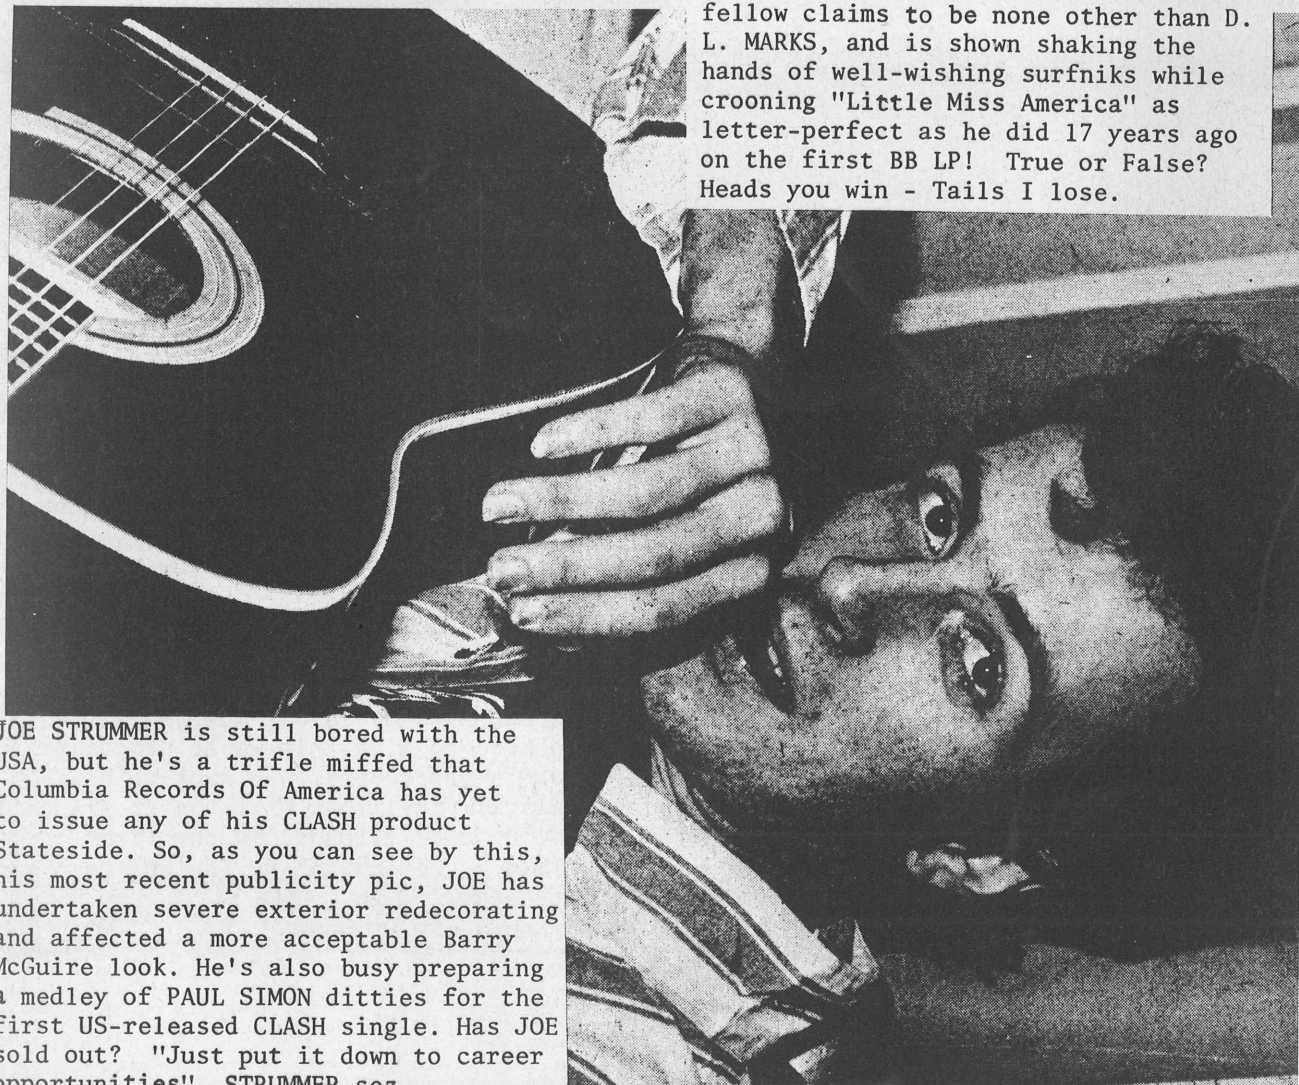 fellow claims to be none other than D.
L. MARKS, and is shown shaking the
hands of well-wishing surfniks while
crooning "Little Miss America" as
letter-perfect as he did 17 years ago
on the first BB LP!  True or False?
Heads you win - Tails I lose.
JOE STRUMMER is still bored with the
USA, but he's a trifle miffed that
Columbia Records Of America has yet
to issue any of his CLASH product
Stateside. So, as you can see by this,
his most recent publicity pic, JOE has
undertaken severe exterior redecorating
and affected a more acceptable Barry
McGuire look. He's also busy preparing
a medley of PAUL SIMON ditties for the
first US-released CLASH single. Has JOE
sold out?  "Just put it down to career
opportunities", STRUMMER sez